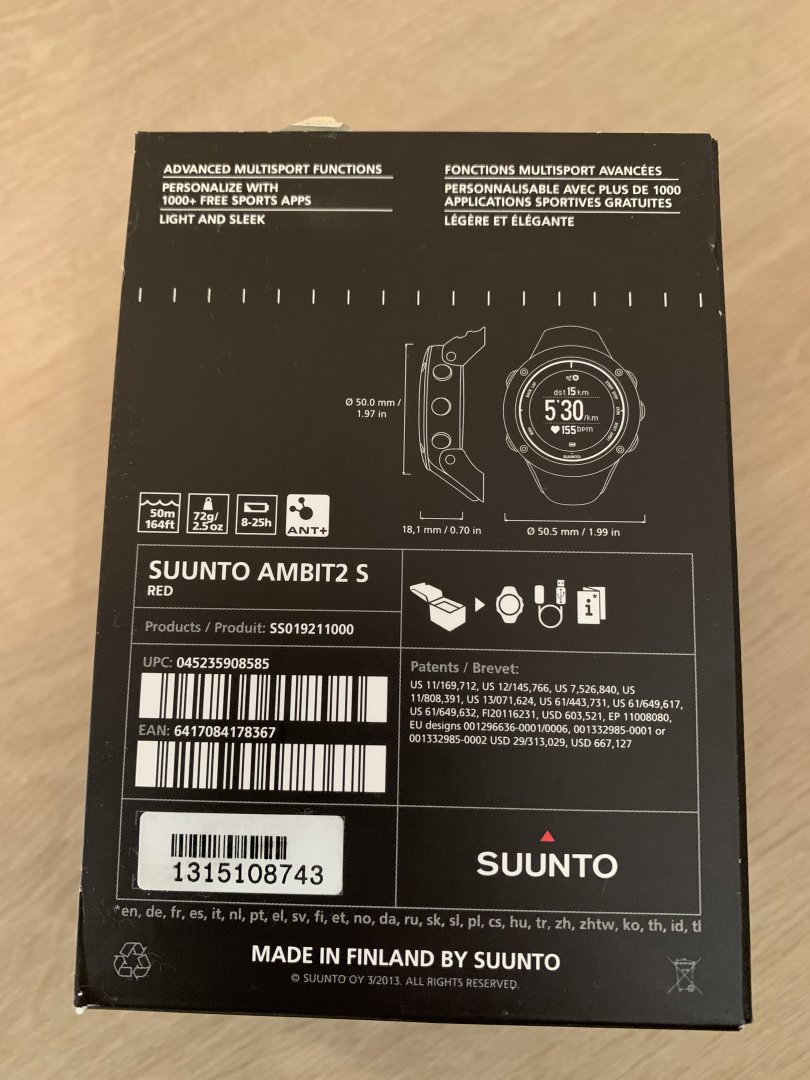 ADVANCED MULTISPORT FUNCTIONS
PERSONALIZE WITH
1000+ FREE SPORTS APPS
LIGHT AND SLEEK
FONCTIONS MULTISPORT AVANCÉES
PERSONNALISABLE AVEC PLUS DE 1000
APPLICATIONS SPORTIVES GRATUITES
LÉGÈRE ET ÉLÉGANTE
Ø 50.0 mm /
1.97 in
dst 15 km
5'30 /km
155 bpm
SUUNTO
18,1 mm / 0.70 in
Ø 50.5 mm / 1.99 in
50m
164ft
72g/
2.5 oz
8-25h
ANT+
SUUNTO AMBIT2 S
RED
Products / Produit: SS019211000
UPC: 045235908585
EAN: 6417084178367
1315108743
i*
Patents / Brevet:
US 11/169,712, US 12/145,766, US 7,526,840, US
11/808,391, US 13/071,624, US 61/443,731, US 61/649,617,
US 61/649,632, FI20116231, USD 603,521, EP 11008080,
EU designs 001296636-0001/0006, 001332985-0001 or
001332985-0002 USD 29/313,029, USD 667,127
SUUNTO
*en, de, fr, es, it, nl, pt, el, sv, fi, et, no, da, ru, sk, sl, pl, cs, hu, tr, zh, zhtw, ko, th, id, tl
MADE IN FINLAND BY SUUNTO
© SUUNTO OY 3/2013. ALL RIGHTS RESERVED.